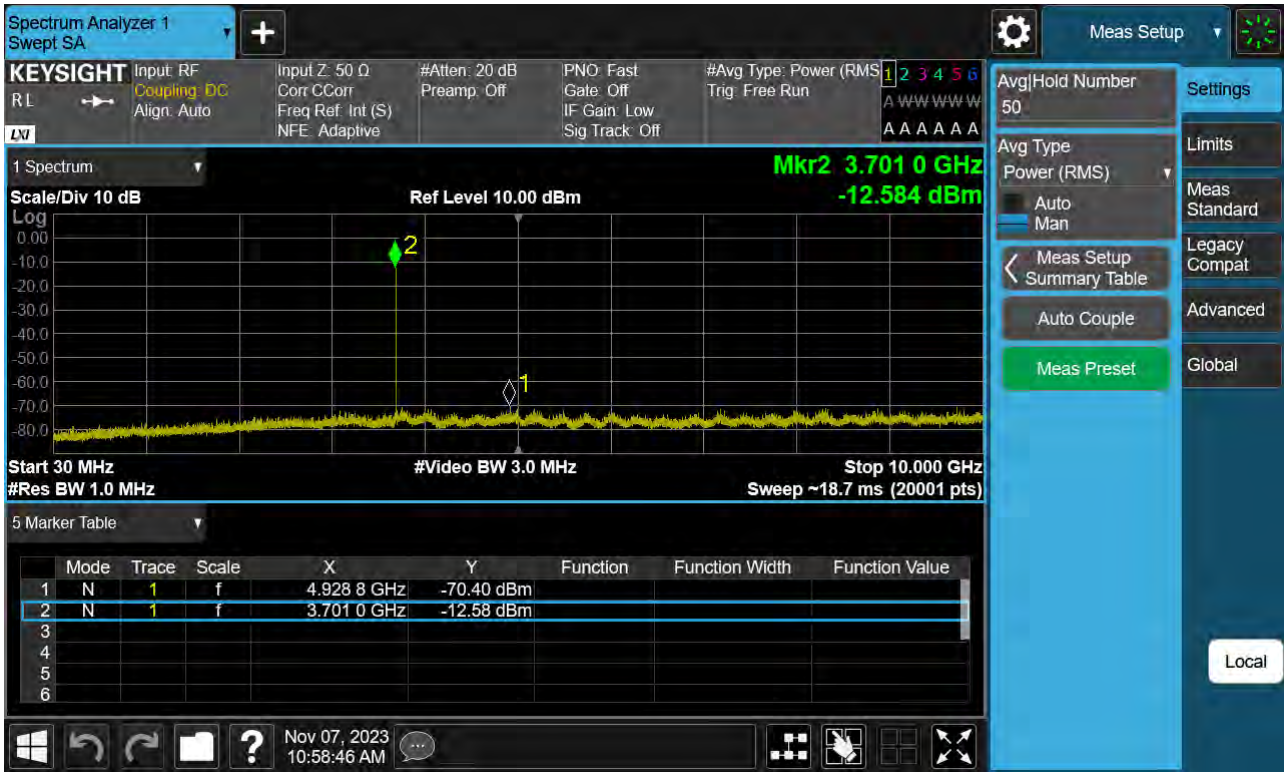 Spectrum Analyzer 1
Swept SA
+
Meas Setup
KEYSIGHT
RL
LXI
Input: RF
Coupling: DC
Align: Auto
Input Z: 50 Ω
Corr CCorr
Freq Ref: Int (S)
NFE: Adaptive
#Atten: 20 dB
Preamp: Off
PNO: Fast
Gate: Off
IF Gain: Low
Sig Track: Off
#Avg Type: Power (RMS
Trig: Free Run
1 2 3 4 5 6
A W W W W W
A A A A A A
1 Spectrum
Scale/Div 10 dB
Log
Ref Level 10.00 dBm
Mkr2 3.701 0 GHz
-12.584 dBm
0.00
-10.0
-20.0
-30.0
-40.0
-50.0
-60.0
-70.0
-80.0
2
1
Start 30 MHz
#Res BW 1.0 MHz
#Video BW 3.0 MHz
Stop 10.000 GHz
Sweep ~18.7 ms (20001 pts)
5 Marker Table
Mode Trace Scale X Y Function Function Width Function Value
1 N 1 f 4.928 8 GHz -70.40 dBm
2 N 1 f 3.701 0 GHz -12.58 dBm
3
4
5
6
Avg|Hold Number
50
Avg Type
Power (RMS)
Auto
Man
Meas Setup
Summary Table
Auto Couple
Meas Preset
Settings
Limits
Meas
Standard
Legacy
Compat
Advanced
Global
Local
?
Nov 07, 2023
10:58:46 AM